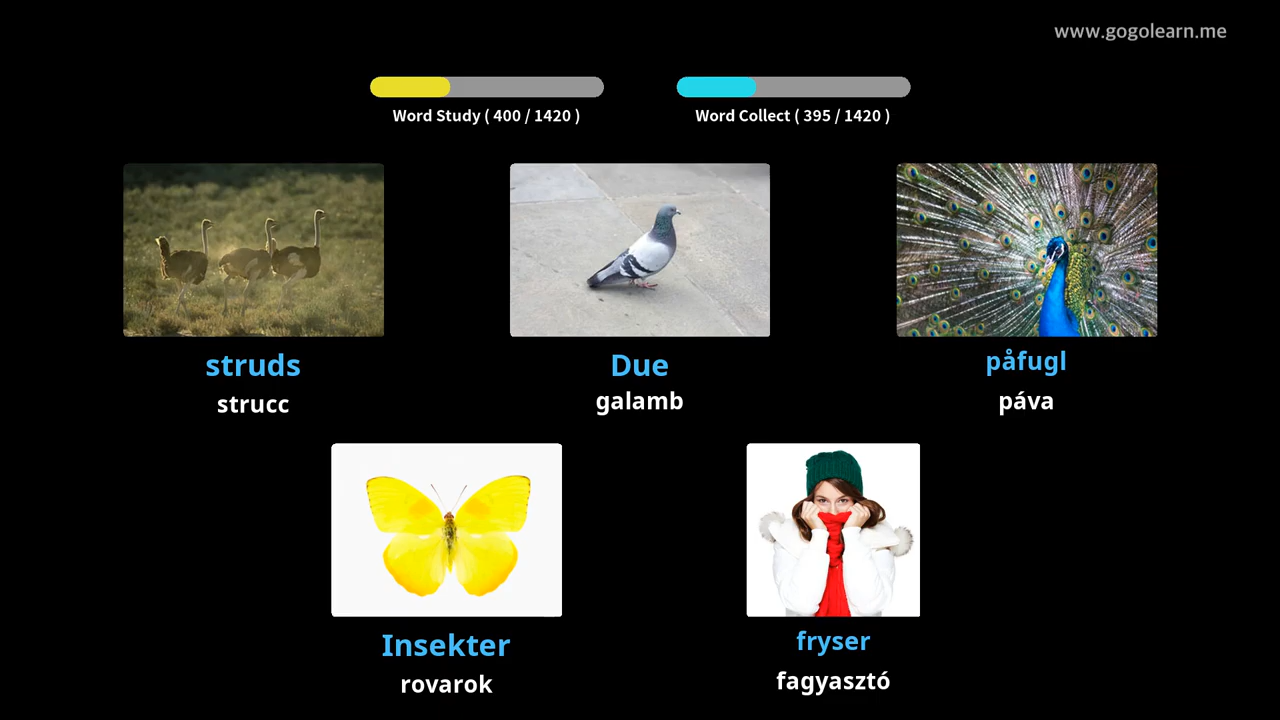 www.gogolearn.me
Word Study ( 400 / 1420 )
Word Collect ( 395 / 1420 )
struds
strucc
Due
galamb
påfugl
páva
Insekter
rovarok
fryser
fagyasztó